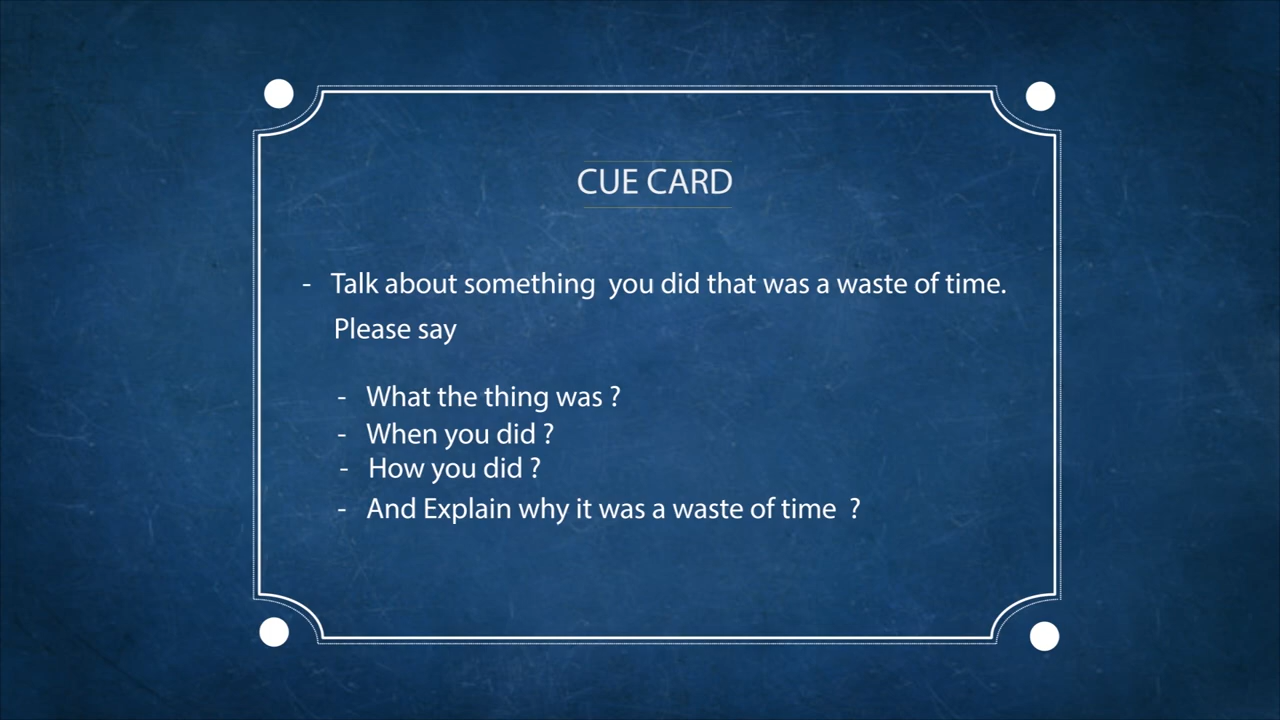 CUE CARD
- Talk about something you did that was a waste of time.
Please say
- What the thing was ?
- When you did ?
- How you did ?
- And Explain why it was a waste of time ?